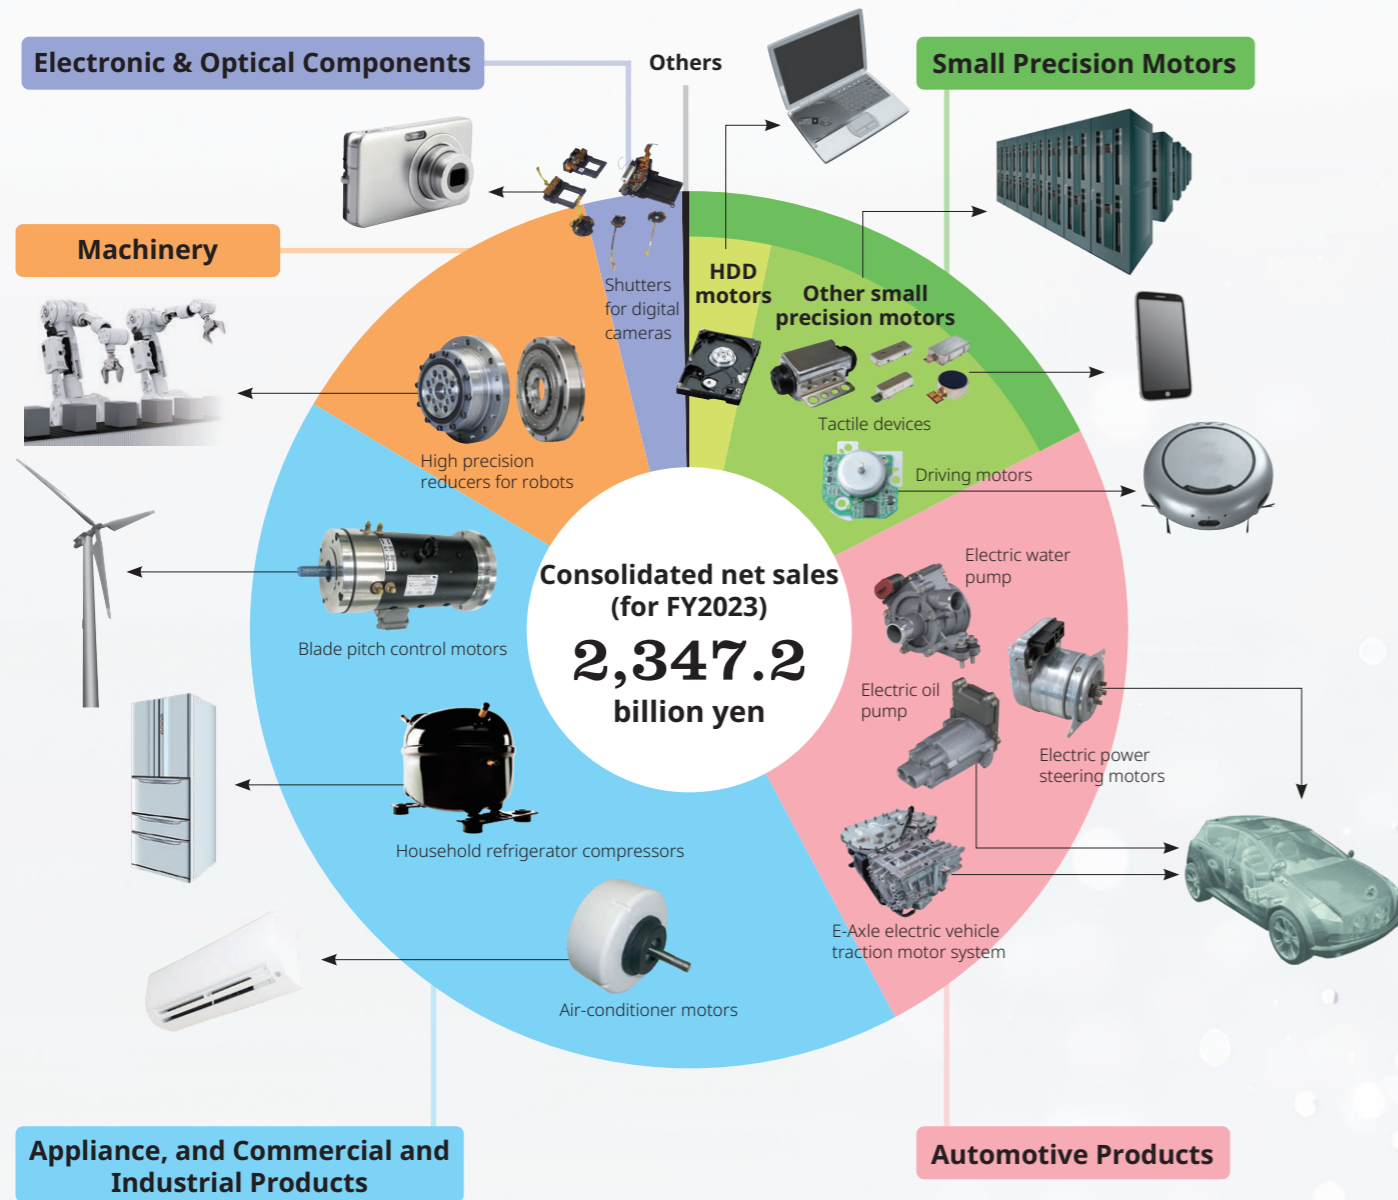 Electronic & Optical Components
Others
Small Precision Motors
Machinery
Shutters
for digital
cameras
HDD
motors
Other small
precision motors
Tactile devices
Driving motors
High precision
reducers for robots
Electric water
pump
Consolidated net sales
(for FY2023)
2,347.2
billion yen
Blade pitch control motors
Electric oil
pump
Electric power
steering motors
Household refrigerator compressors
E-Axle electric vehicle
traction motor system
Air-conditioner motors
Appliance, and Commercial and
Industrial Products
Automotive Products